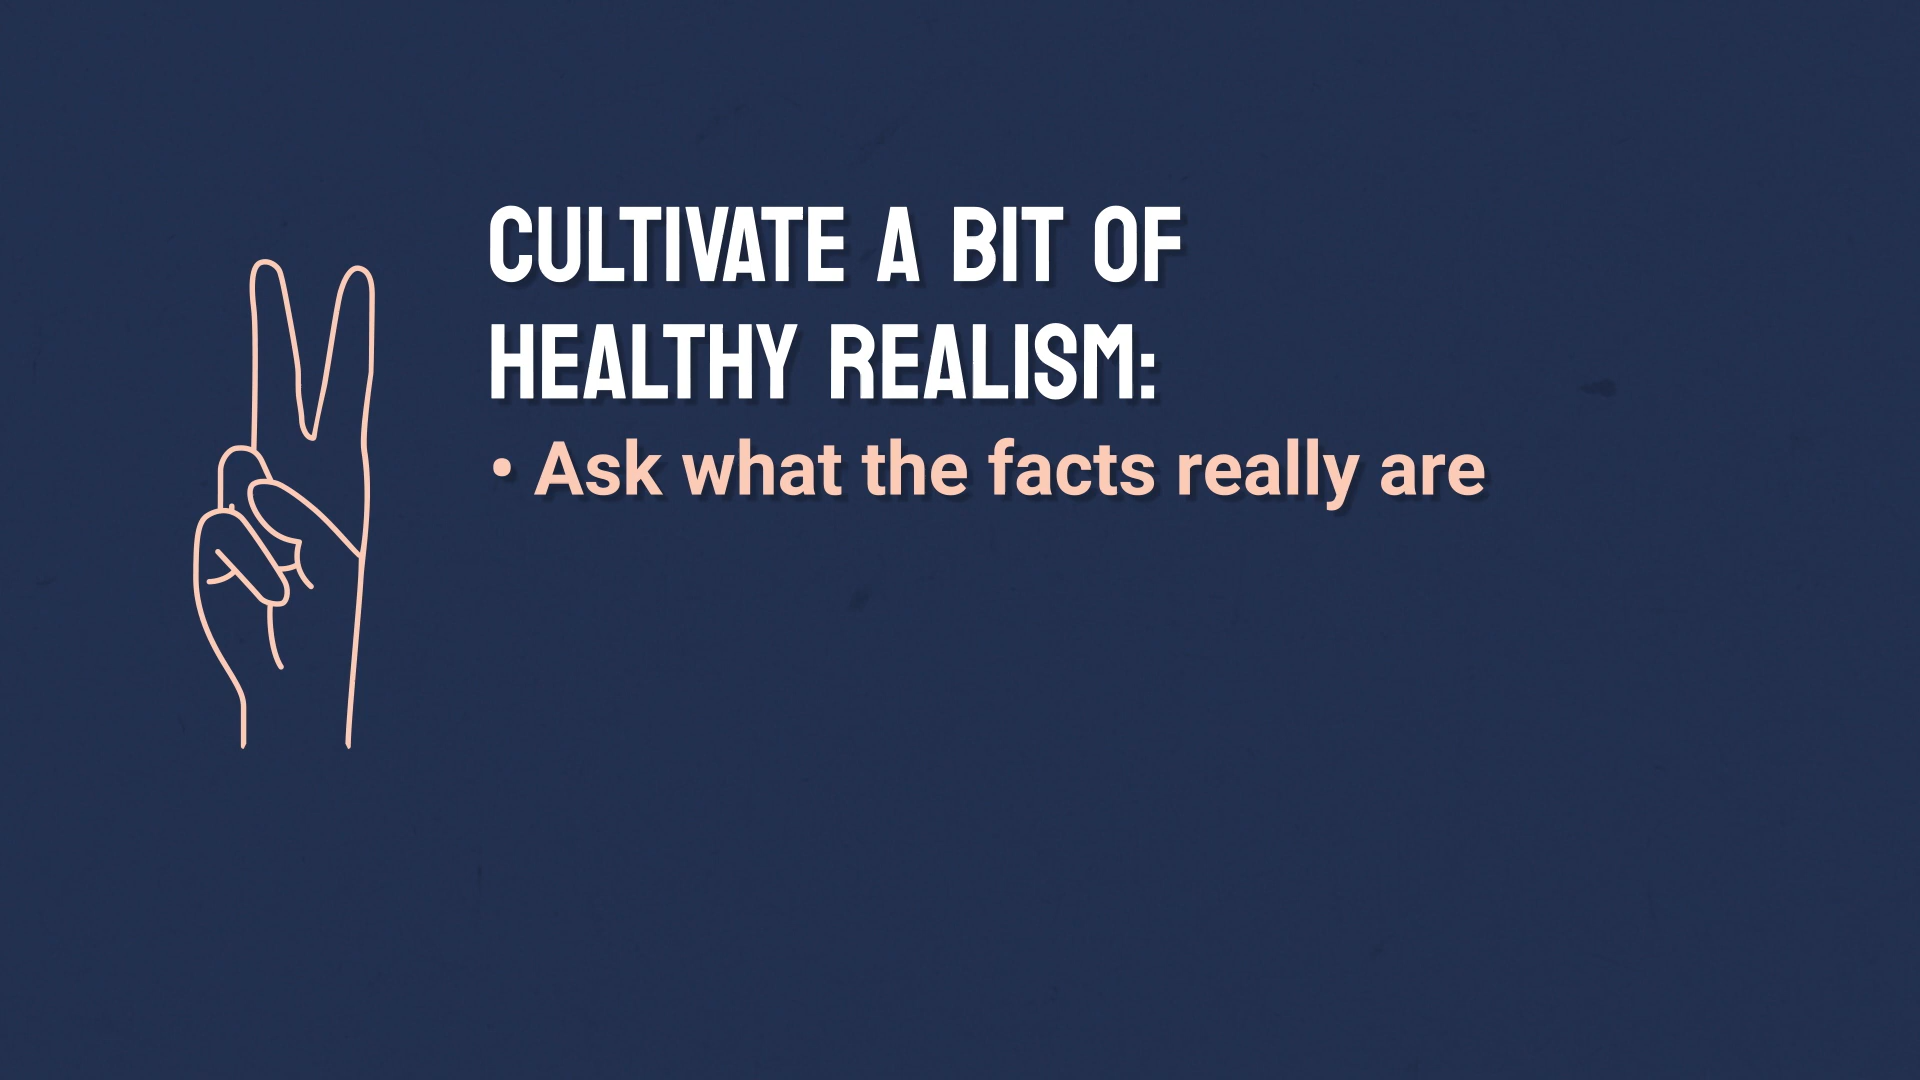 CULTIVATE A BIT OF
HEALTHY REALISM:
• Ask what the facts really are